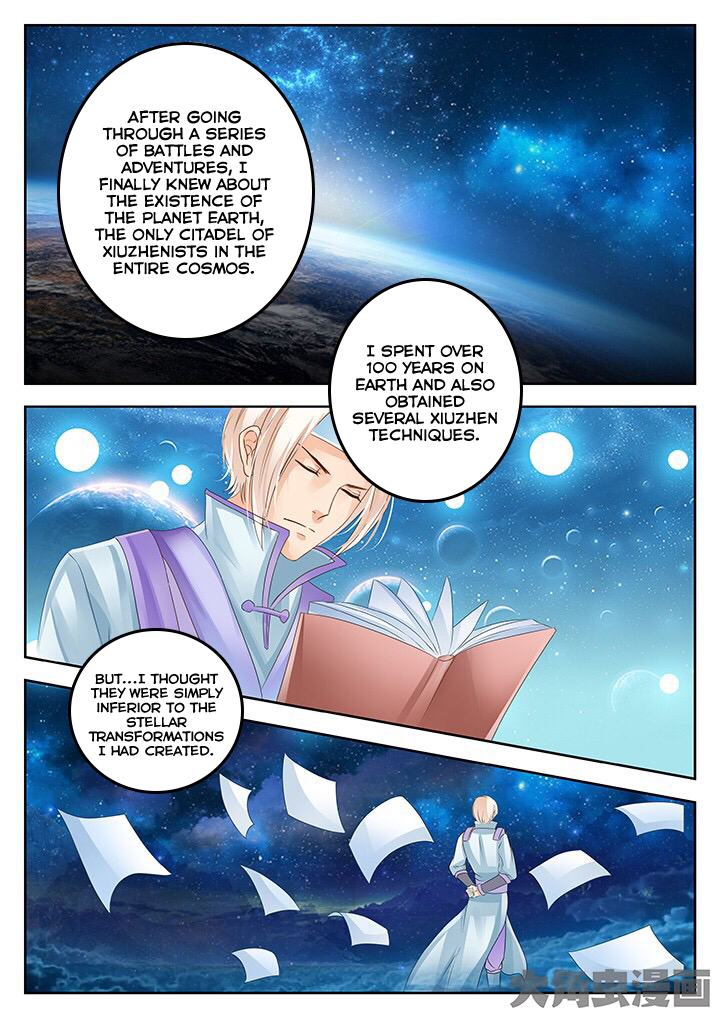 AFTER GOING
THROUGH A SERIES
OF BATTLES AND
ADVENTURES, I
FINALLY KNEW ABOUT
THE EXISTENCE OF
THE PLANET EARTH,
THE ONLY CITADEL OF
XIUZHENISTS IN THE
ENTIRE COSMOS.
I SPENT OVER
100 YEARS ON
EARTH AND ALSO
OBTAINED
SEVERAL XIUZHEN
TECHNIQUES.
BUT...I THOUGHT
THEY WERE SIMPLY
INFERIOR TO THE
STELLAR
TRANSFORMATIONS
I HAD CREATED.
大角虫漫画